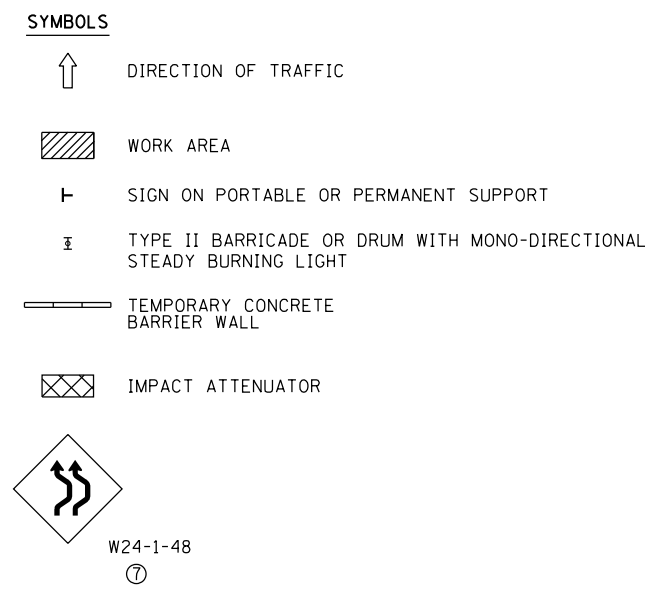 SYMBOLS
DIRECTION OF TRAFFIC
WORK AREA
SIGN ON PORTABLE OR PERMANENT SUPPORT
TYPE II BARRICADE OR DRUM WITH MONO-DIRECTIONAL
STEADY BURNING LIGHT
TEMPORARY CONCRETE
BARRIER WALL
IMPACT ATTENUATOR
W24-1-48
7